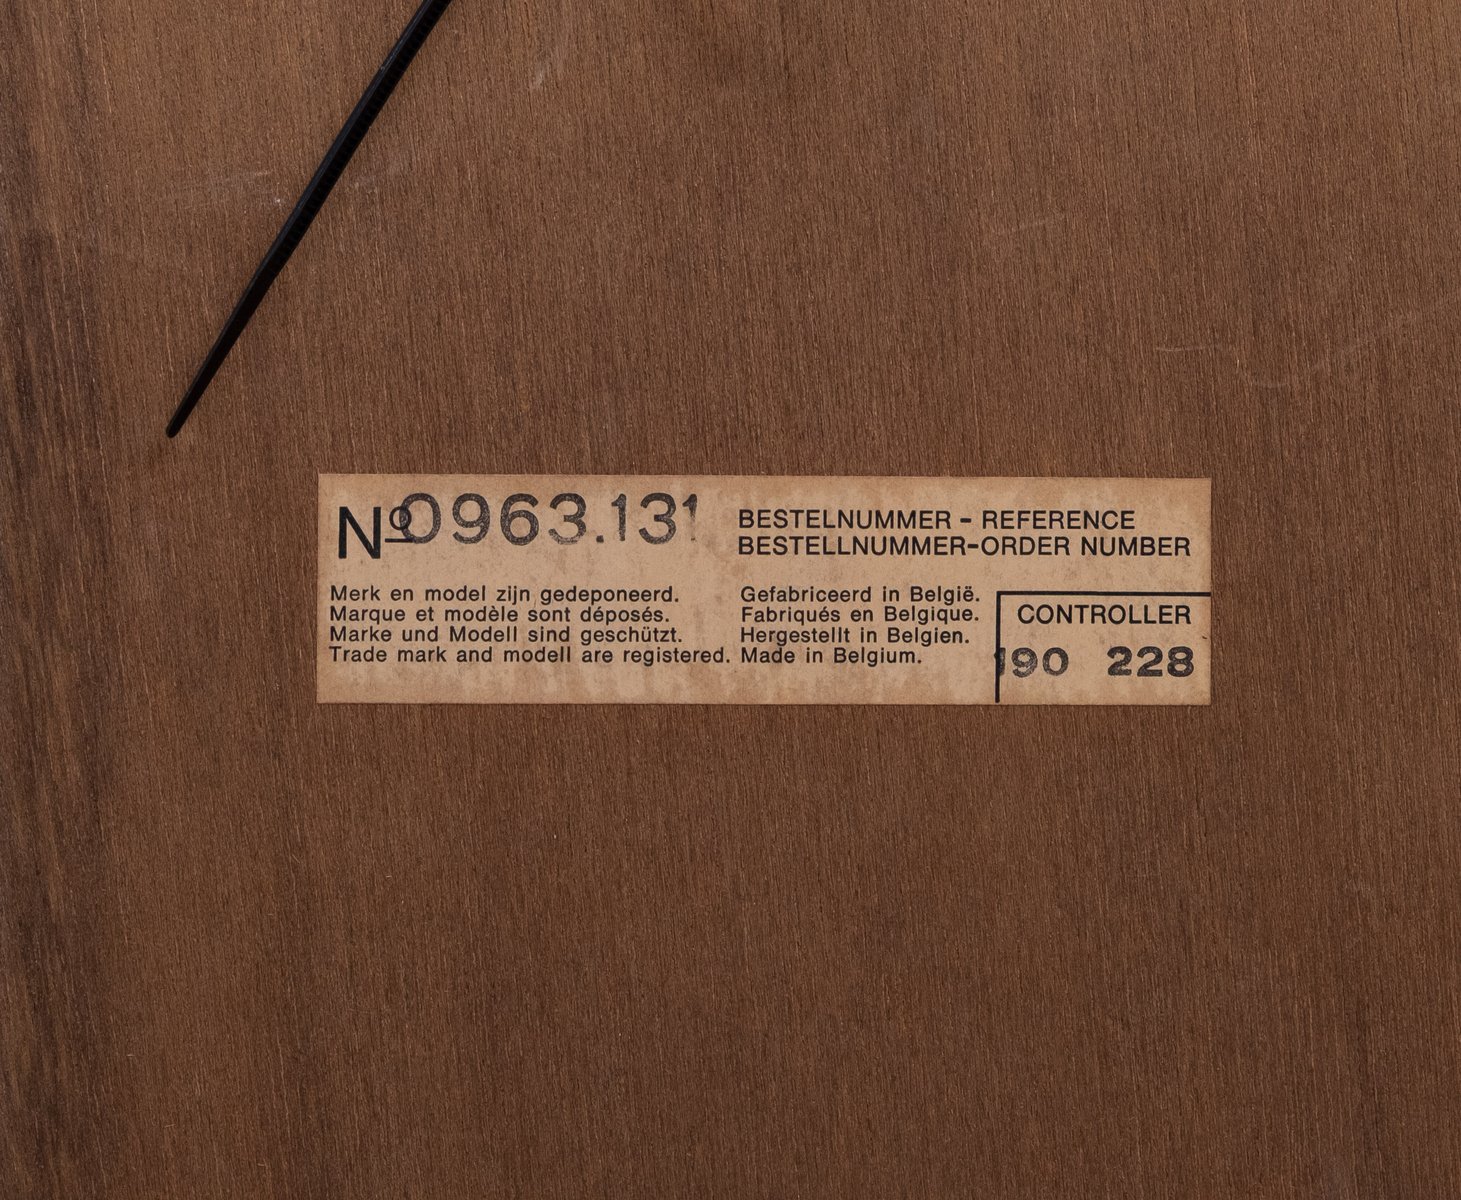 Nº 0963.131
BESTELNUMMER - REFERENCE
BESTELLNUMMER-ORDER NUMBER
Merk en model zijn gedeponeerd.
Marque et modèle sont déposés.
Marke und Modell sind geschützt.
Trade mark and modell are registered.
Gefabriceerd in België.
Fabriqués en Belgique.
Hergestellt in Belgien.
Made in Belgium.
CONTROLLER
190 228